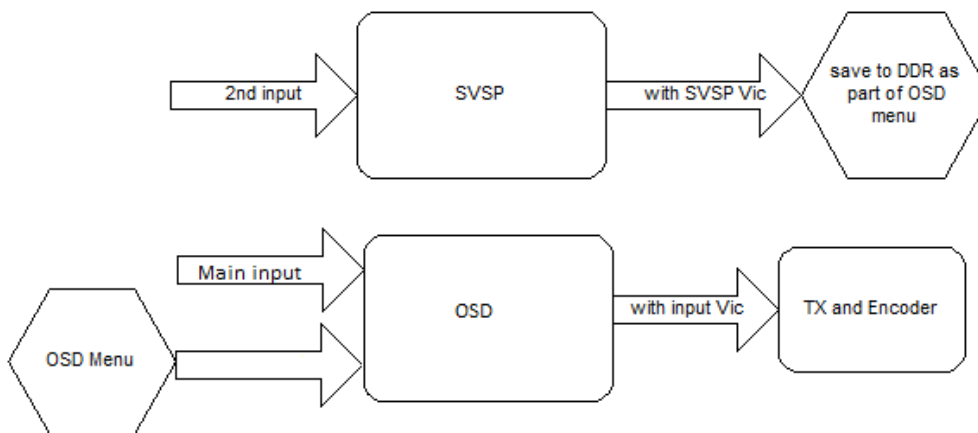 2nd input
SVSP
with SVSP Vic
save to DDR as
part of OSD
menu
Main input
OSD Menu
OSD
with input Vic
TX and Encoder